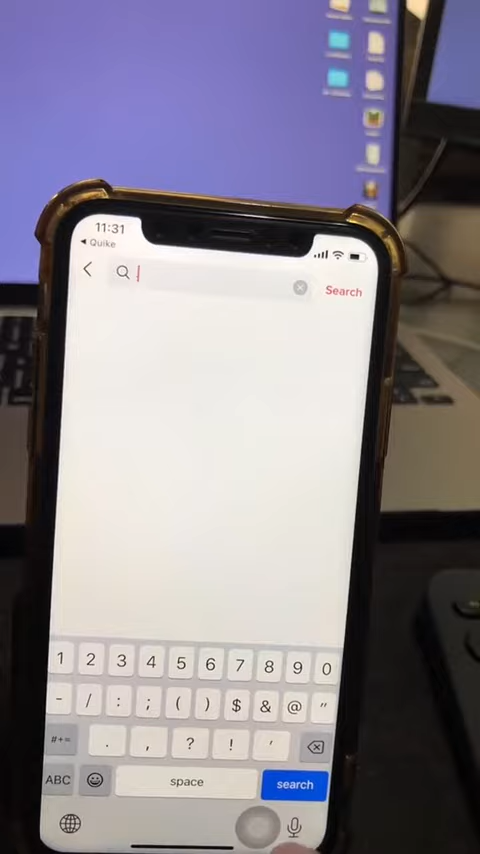 11:31
◀ Quike
Search
1 2 3 4 5 6 7 8 9 0
- / : ; ( ) $ & @ "
#+= . , ? ! '
ABC space search